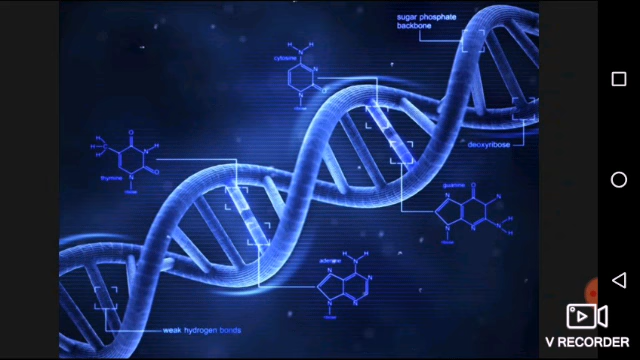 sugar phosphate
backbone
cytosine
thymine
deoxyribose
guanine
adenine
weak hydrogen bonds
V RECORDER